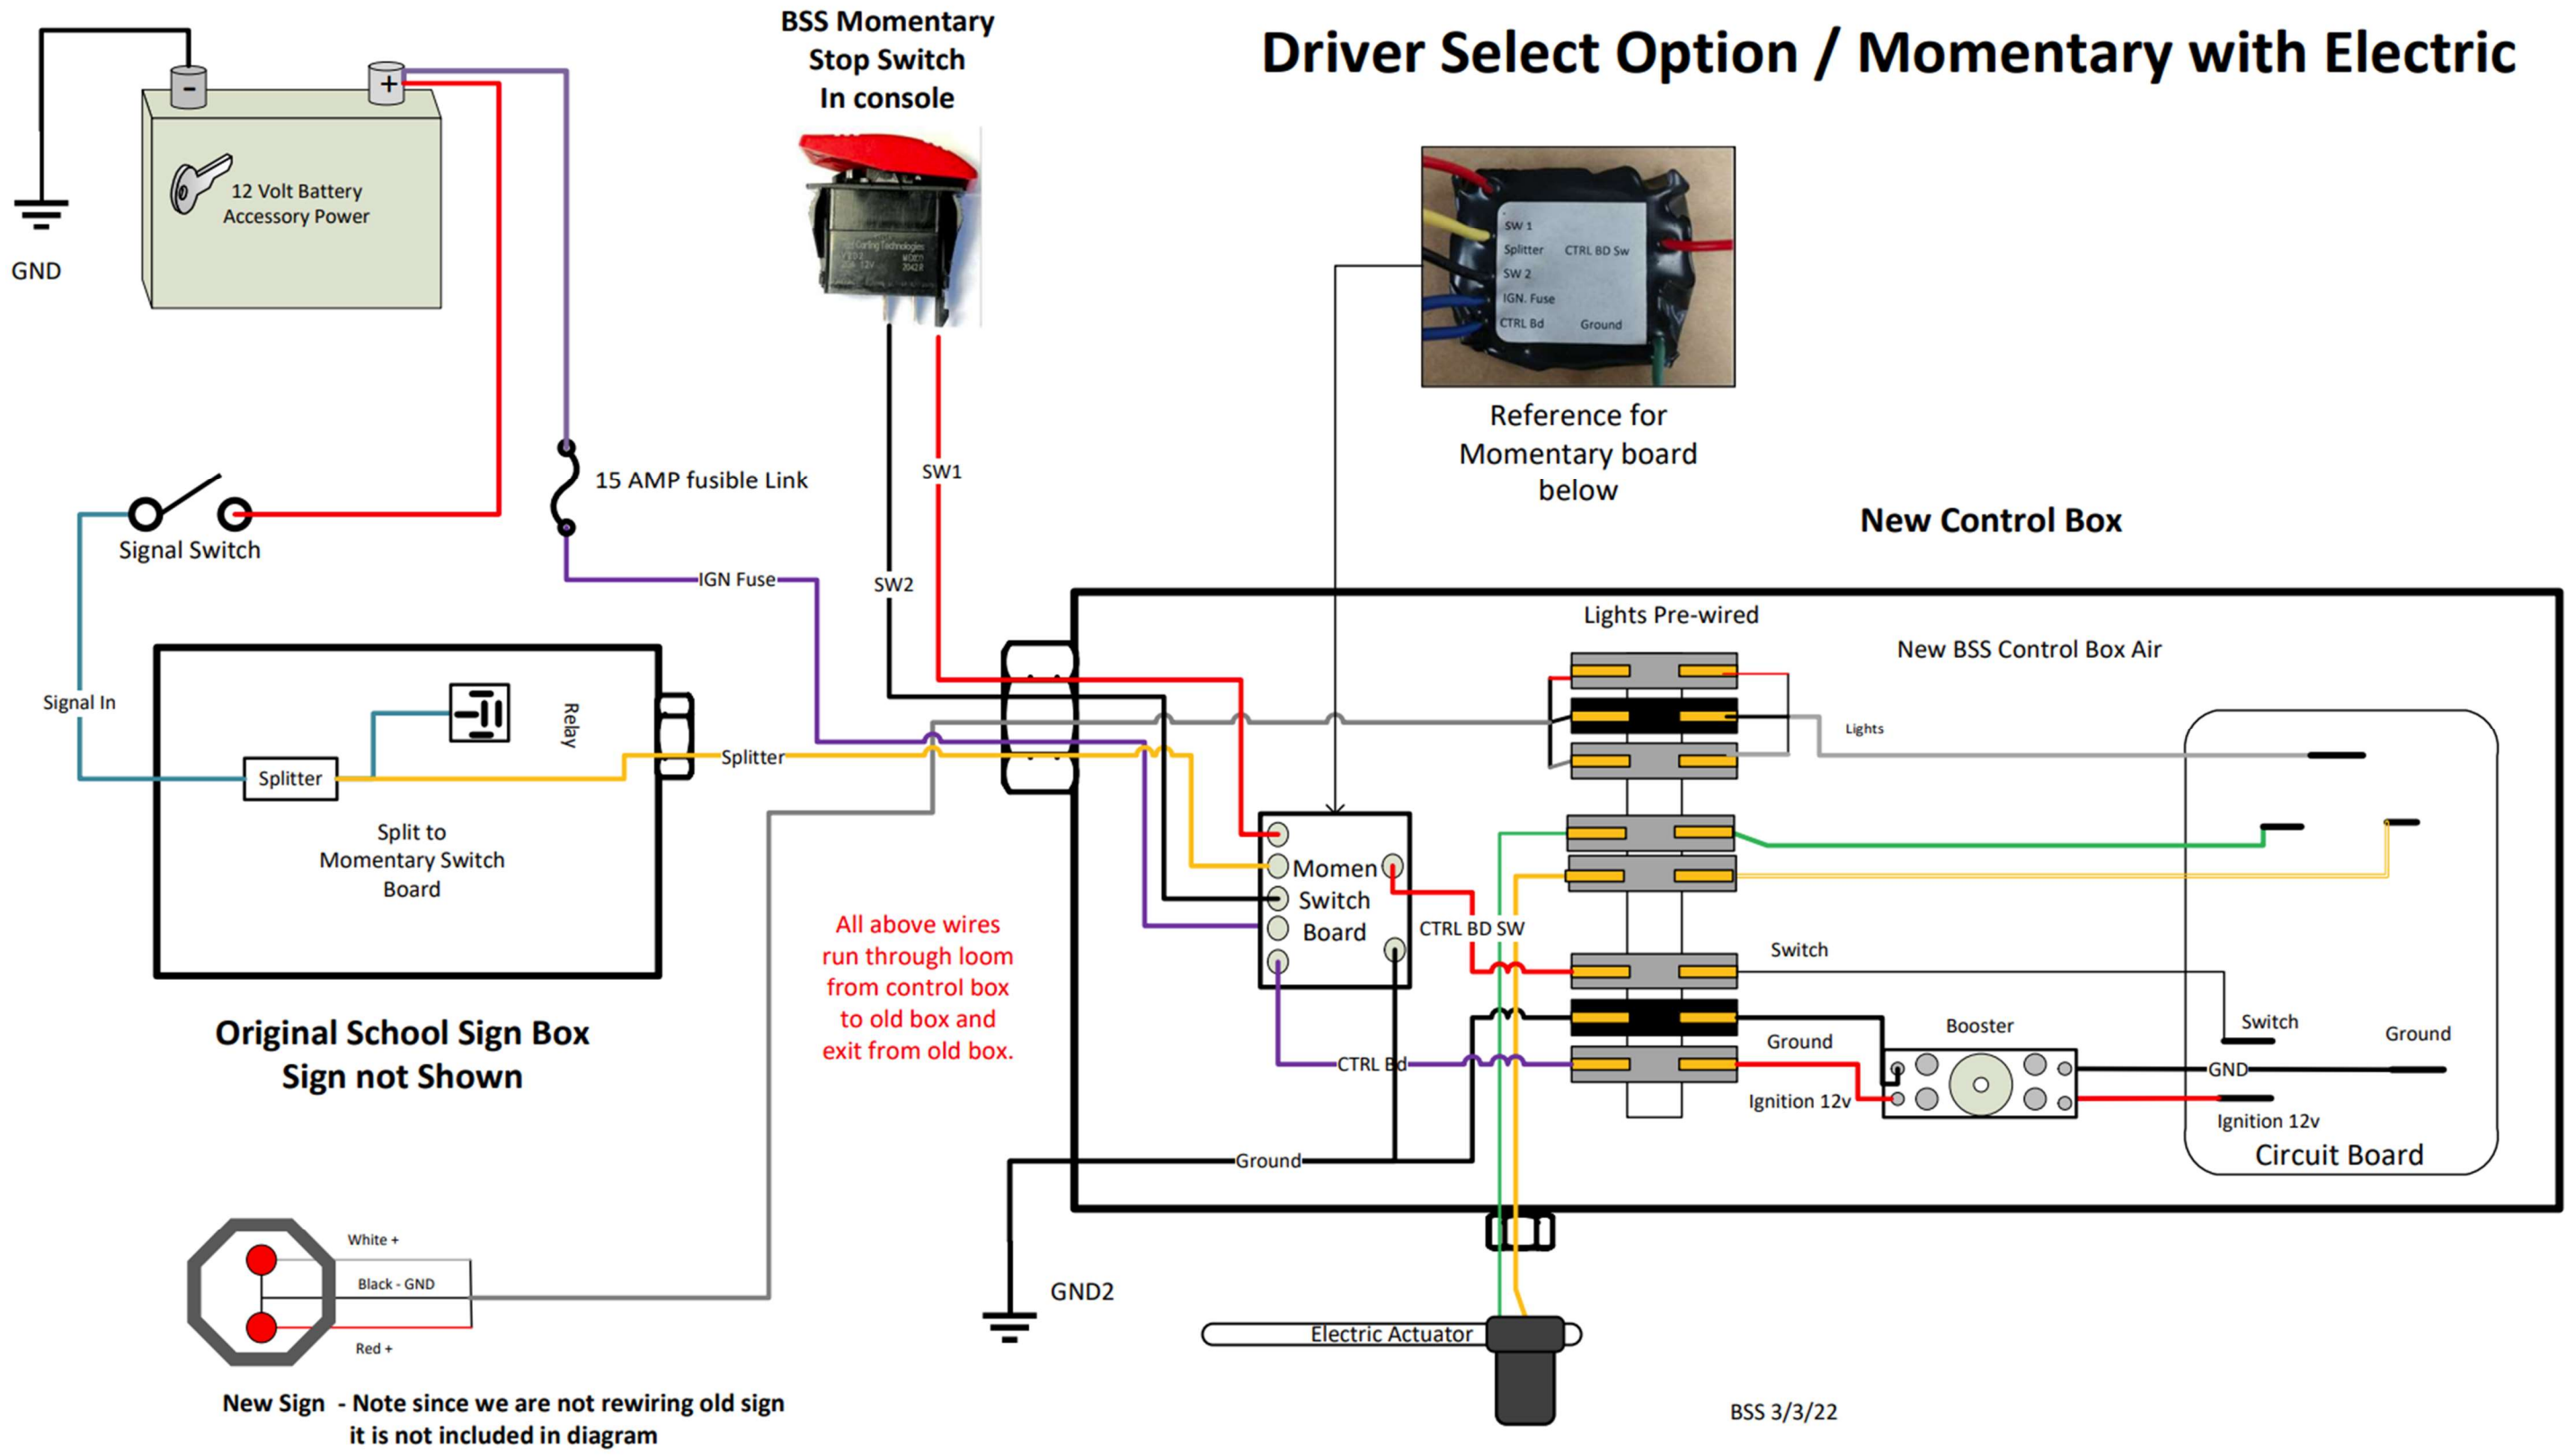 Driver Select Option / Momentary with Electric
BSS Momentary
Stop Switch
In console
-
+
12 Volt Battery
Accessory Power
GND
SW 1
Splitter
CTRL BD Sw
SW 2
IGN. Fuse
CTRL Bd
Ground
Reference for
Momentary board
below
15 AMP fusible Link
Signal Switch
SW1
IGN Fuse
SW2
New Control Box
Lights Pre-wired
New BSS Control Box Air
Lights
Signal In
Relay
Splitter
Splitter
Split to
Momentary Switch
Board
Momen
Switch
Board
CTRL BD SW
All above wires
run through loom
from control box
to old box and
exit from old box.
Switch
Switch
Booster
Ground
Ground
CTRL Bd
GND
Ignition 12v
Ignition 12v
Circuit Board
Original School Sign Box
Sign not Shown
Ground
White +
Black - GND
Red +
GND2
Electric Actuator
New Sign - Note since we are not rewiring old sign
it is not included in diagram
BSS 3/3/22